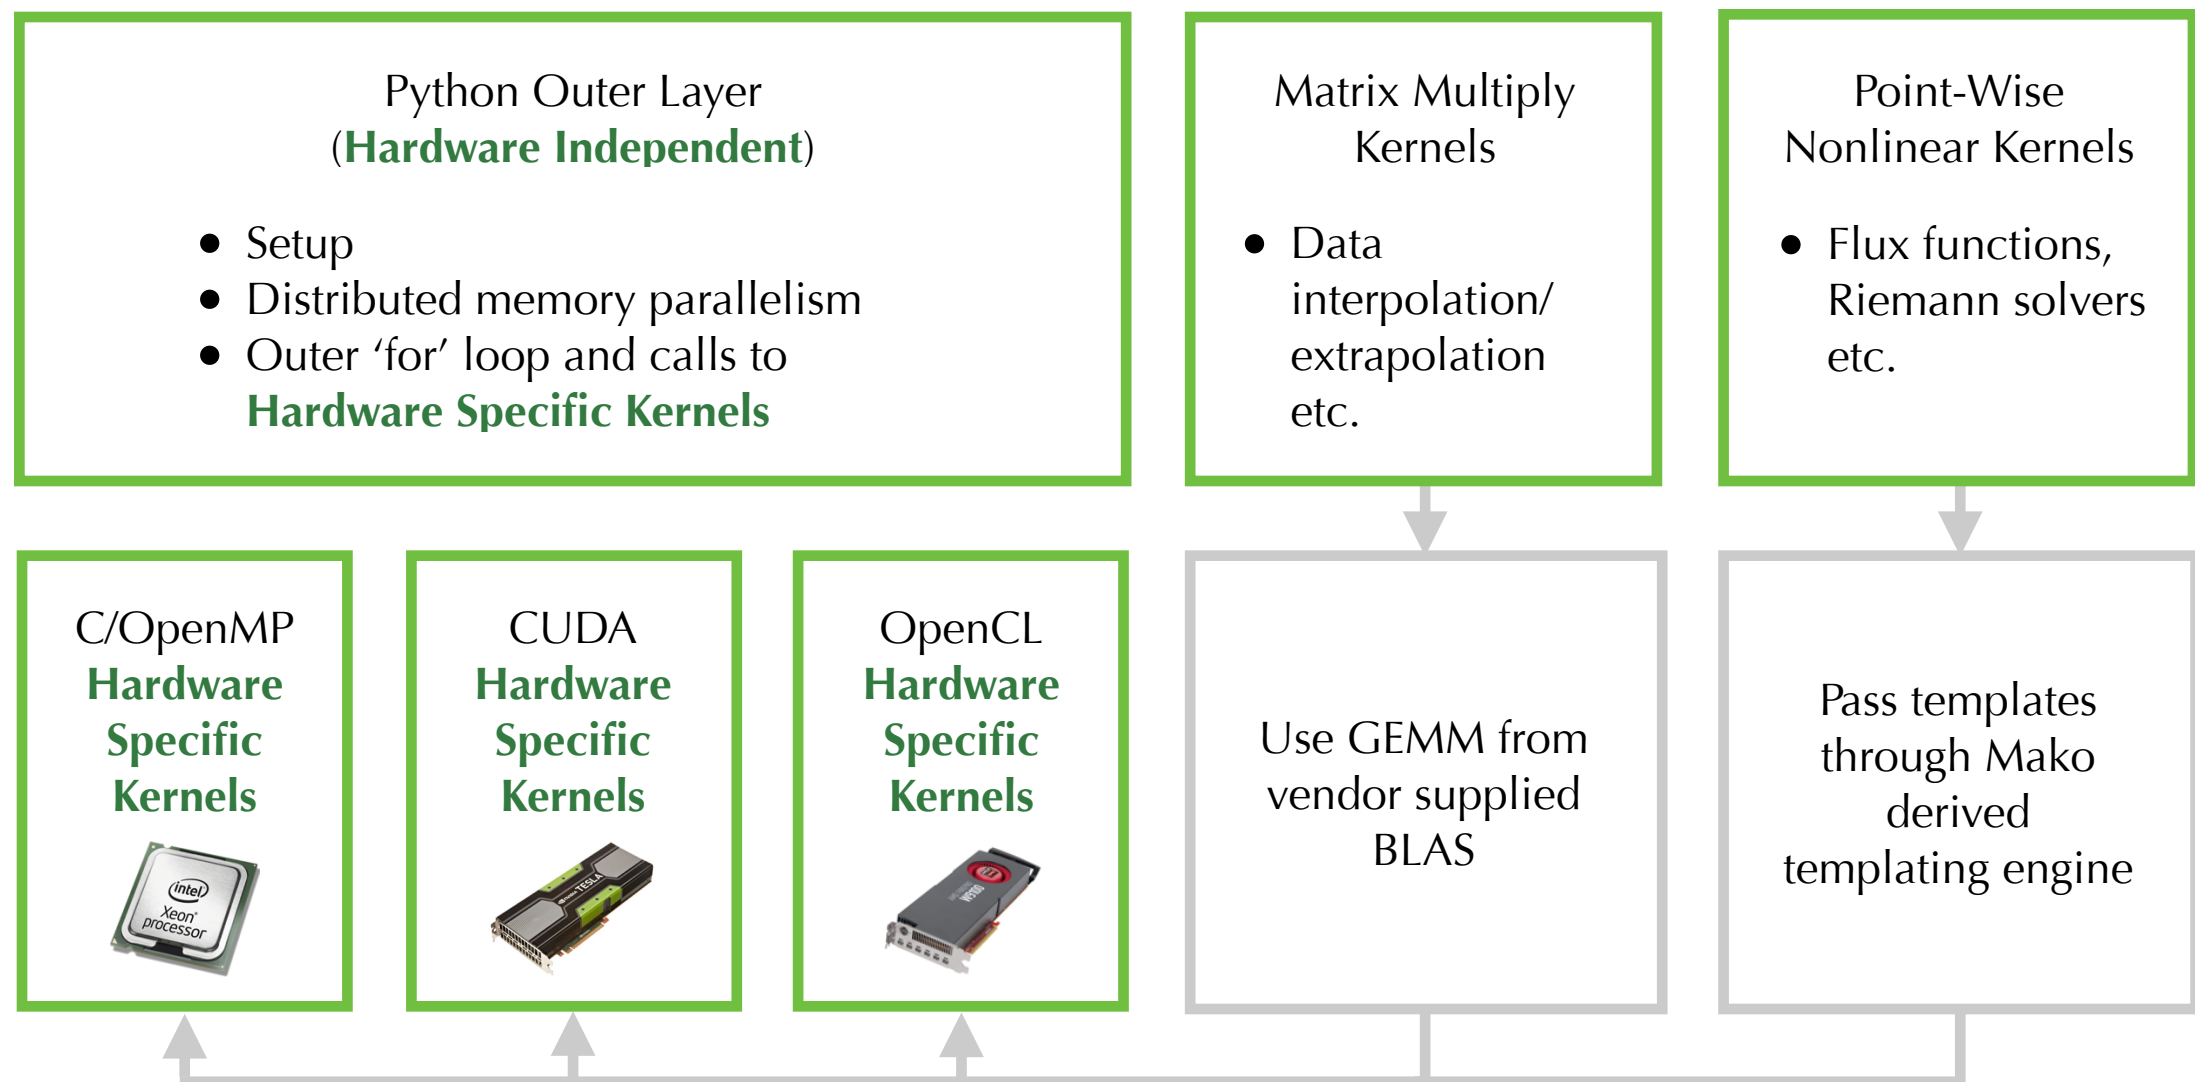 Python Outer Layer
(Hardware Independent)
● Setup
● Distributed memory parallelism
● Outer ‘for’ loop and calls to
Hardware Specific Kernels
Matrix Multiply
Kernels
● Data
interpolation/
extrapolation
etc.
Point-Wise
Nonlinear Kernels
● Flux functions,
Riemann solvers
etc.
C/OpenMP
Hardware
Specific
Kernels
intel
Xeon®
processor
CUDA
Hardware
Specific
Kernels
TESLA
OpenCL
Hardware
Specific
Kernels
Use GEMM from
vendor supplied
BLAS
Pass templates
through Mako
derived
templating engine